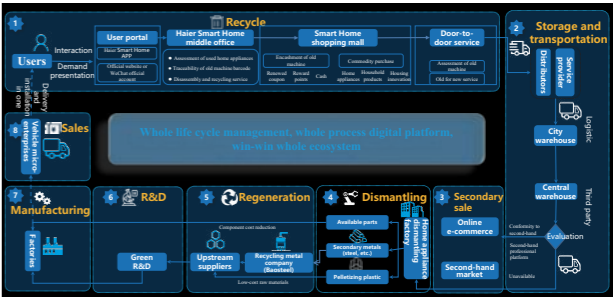 1
Recycle
Users
Interaction
Demand
presentation
User portal
Haier Smart Home
APP
Official website or
WeChat official
account
Haier Smart Home
middle office
Assessment of used home appliances
Traceability of old machine barcode
Disassembly and recycling service
Smart Home
shopping mall
Encashment of old
machine
Renewed
coupon
Reward
points
Cash
Commodity purchase
Home
appliances
Household
products
Housing
innovation
Door-to-
door service
Assessment of old
machine
Old for new service
2
Storage and
transportation
Distributors
Service
provider
Logistic
City
warehouse
Central
warehouse
Third party
Evaluation
Conformity to
second-hand
Second-hand
professional
platform
Unavailable
Delivery
and
installation
in one
8
Sales
Vehicle micro-
enterprises
Whole life cycle management, whole process digital platform,
win-win whole ecosystem
7
Manufacturing
Factories
6
R&D
Green
R&D
5
Regeneration
Component cost reduction
Upstream
suppliers
Recycling metal
company
(Baosteel)
Low-cost raw materials
4
Dismantling
Available parts
Secondary metals
(steel, etc.)
Pelletizing plastic
Home appliance
dismantling
factory
3
Secondary
sale
Online
e-commerce
Second-hand
market